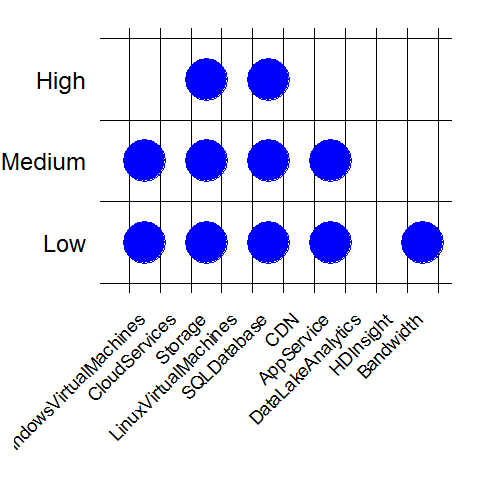 High
Medium
Low
ndowsVirtualMachines
CloudServices
Storage
LinuxVirtualMachines
SQLDatabase
CDN
AppService
DataLakeAnalytics
HDInsight
Bandwidth